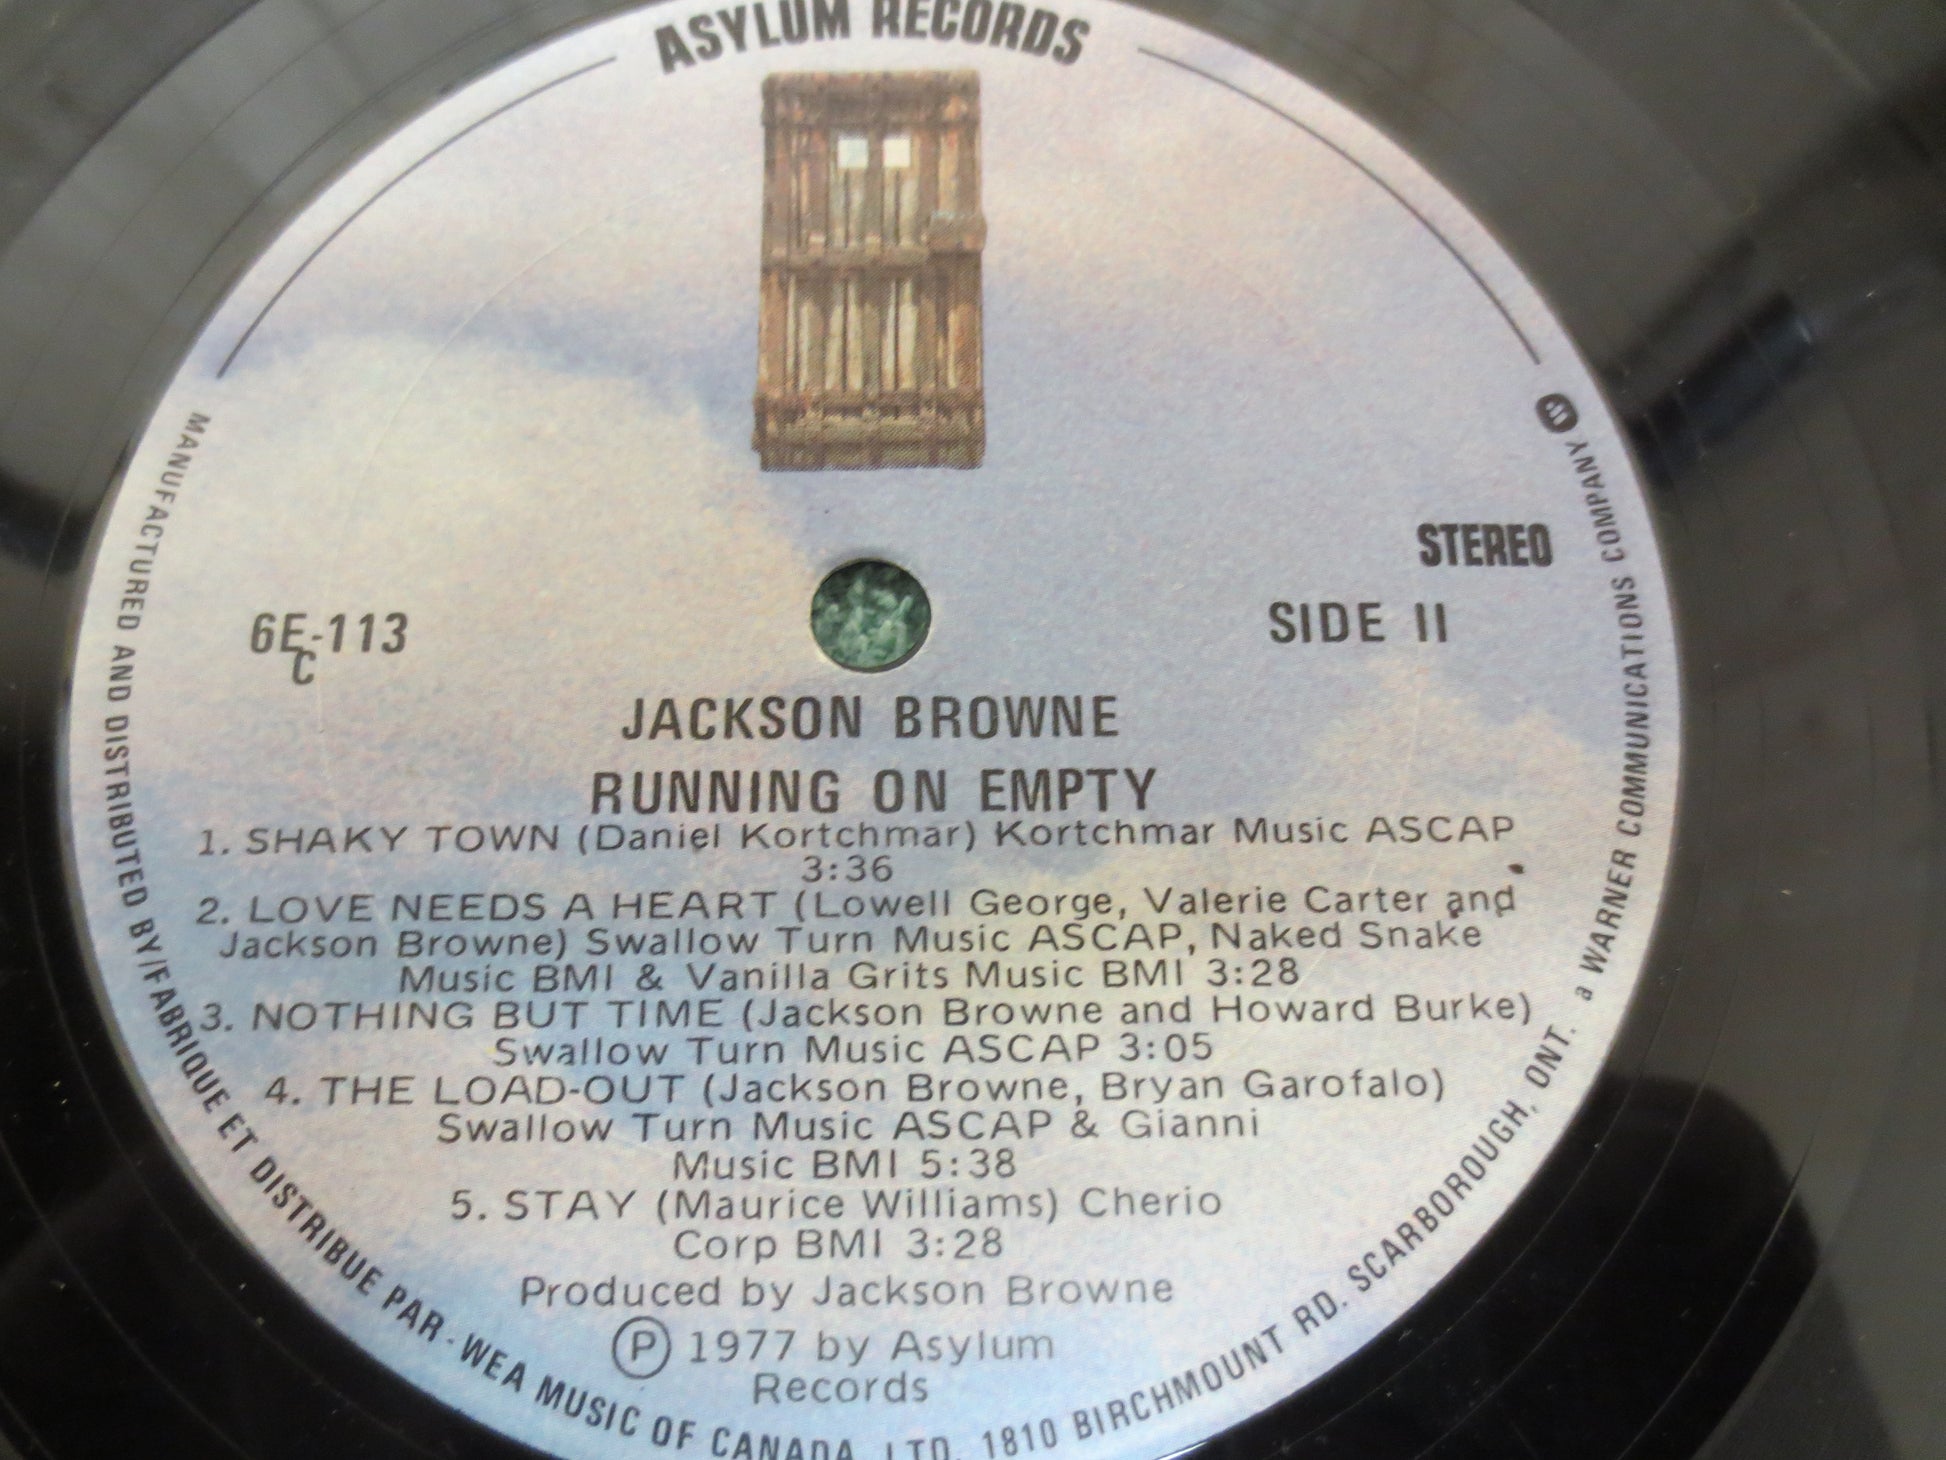 ASYLUM RECORDS
STEREO
6E-113
C
SIDE II
JACKSON BROWNE
RUNNING ON EMPTY
1. SHAKY TOWN (Daniel Kortchmar) Kortchmar Music ASCAP
3:36
2. LOVE NEEDS A HEART (Lowell George, Valerie Carter and
Jackson Browne) Swallow Turn Music ASCAP, Naked Snake
Music BMI & Vanilla Grits Music BMI 3:28
3. NOTHING BUT TIME (Jackson Browne and Howard Burke)
Swallow Turn Music ASCAP 3:05
4. THE LOAD-OUT (Jackson Browne, Bryan Garofalo)
Swallow Turn Music ASCAP & Gianni
Music BMI 5:38
5. STAY (Maurice Williams) Cherio
Corp BMI 3:28
Produced by Jackson Browne
Ⓟ 1977 by Asylum
Records
MANUFACTURED AND DISTRIBUTED BY/FABRIQUE ET DISTRIBUE PAR - WEA MUSIC OF CANADA, LTD. 1810 BIRCHMOUNT RD. SCARBOROUGH, ONT. a WARNER COMMUNICATIONS COMPANY